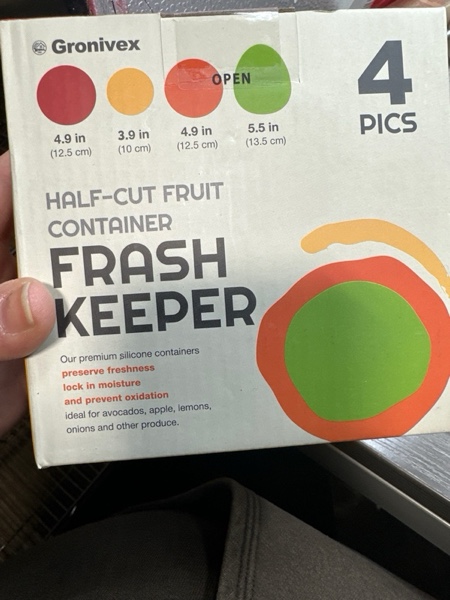 Gronivex
OPEN
4
PICS
4.9 in
(12.5 cm)
3.9 in
(10 cm)
4.9 in
(12.5 cm)
5.5 in
(13.5 cm)
HALF-CUT FRUIT
CONTAINER
FRASH
KEEPER
Our premium silicone containers
preserve freshness
lock in moisture
and prevent oxidation
ideal for avocados, apple, lemons,
onions and other produce.